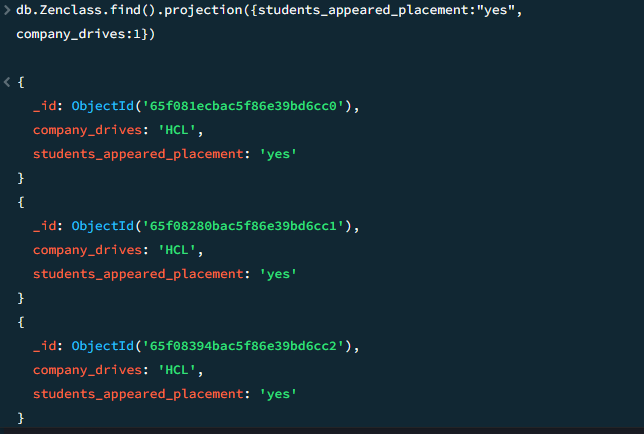 > db.Zenclass.find().projection({students_appeared_placement:"yes",
company_drives:1})
< {
_id: ObjectId('65f081ecbac5f86e39bd6cc0'),
company_drives: 'HCL',
students_appeared_placement: 'yes'
}
{
_id: ObjectId('65f08280bac5f86e39bd6cc1'),
company_drives: 'HCL',
students_appeared_placement: 'yes'
}
{
_id: ObjectId('65f08394bac5f86e39bd6cc2'),
company_drives: 'HCL',
students_appeared_placement: 'yes'
}